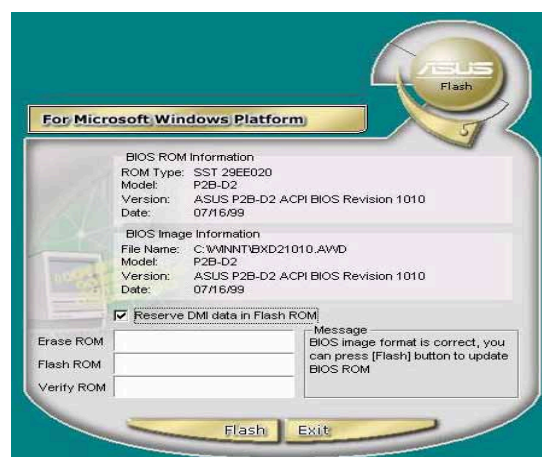 ASUS
Flash
For Microsoft Windows Platform
BIOS ROM Information
ROM Type: SST 29EE020
Model: P2B-D2
Version: ASUS P2B-D2 ACPI BIOS Revision 1010
Date: 07/16/99
BIOS Image Information
File Name: C:\WINNT\BXD21010.AWD
Model: P2B-D2
Version: ASUS P2B-D2 ACPI BIOS Revision 1010
Date: 07/16/99
Reserve DMI data in Flash ROM
Erase ROM
Flash ROM
Verify ROM
Message
BIOS image format is correct, you
can press [Flash] button to update
BIOS ROM
Flash Exit